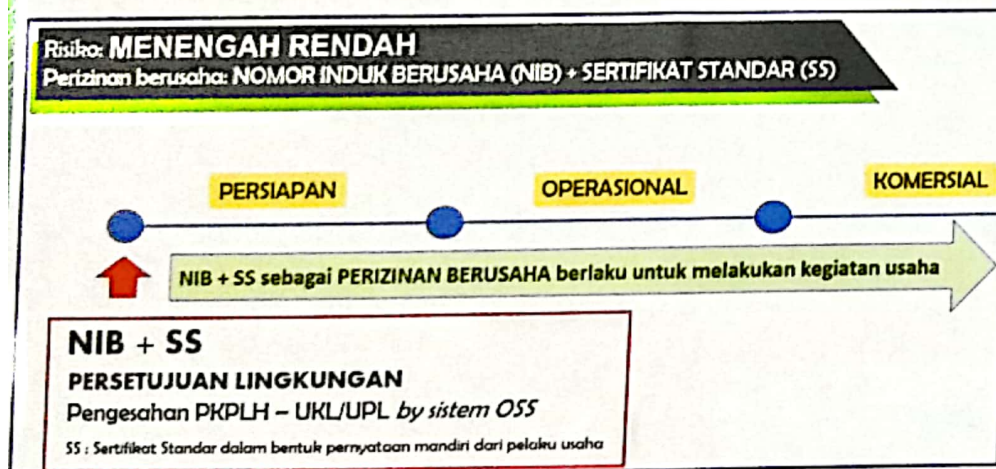 Risiko: MENENGAH RENDAH
Perizinan berusaha: NOMOR INDUK BERUSAHA (NIB) + SERTIFIKAT STANDAR (SS)
PERSIAPAN
OPERASIONAL
KOMERSIAL
NIB + SS sebagai PERIZINAN BERUSAHA berlaku untuk melakukan kegiatan usaha
NIB + SS
PERSETUJUAN LINGKUNGAN
Pengesahan PKPLH – UKL/UPL by sistem OSS
SS : Sertifikat Standar dalam bentuk pernyataan mandiri dari pelaku usaha